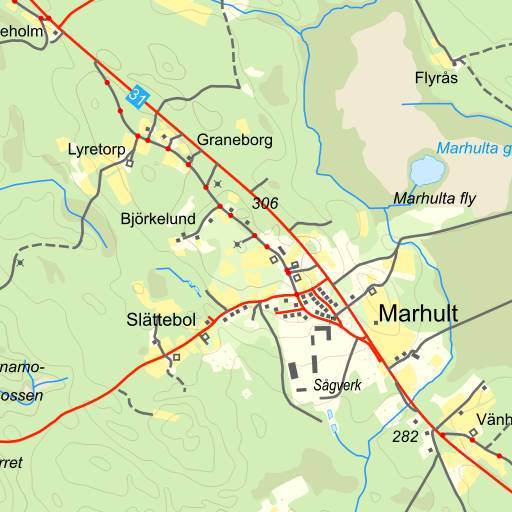 eholm
Flyrås
31
Graneborg
Marhulta g
Lyretorp
Marhulta fly
306
Björkelund
Slättebol
Marhult
namo-
ossen
Sågverk
Vänh
282
rret